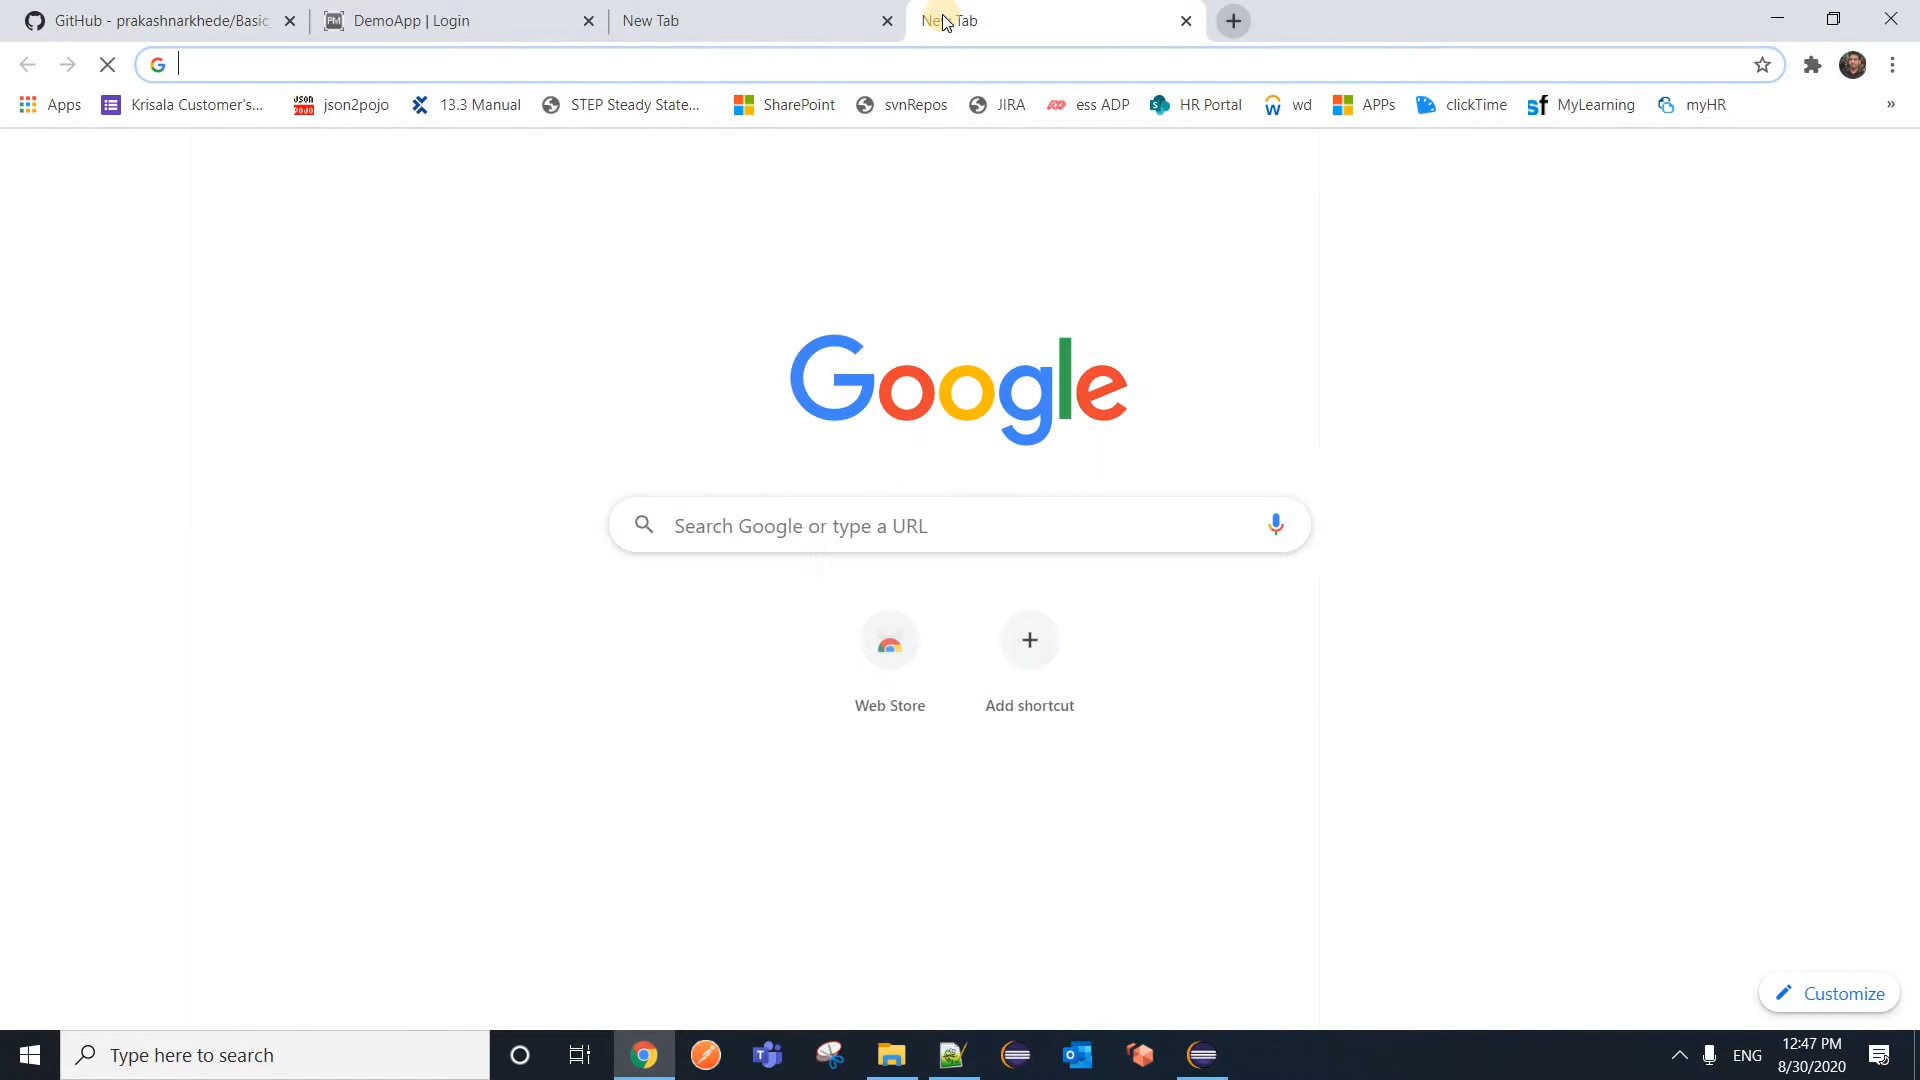 GitHub - prakashnarkhede/Basic_
DemoApp | Login
New Tab
New Tab
Apps
Krisala Customer's...
json2pojo
13.3 Manual
STEP Steady State...
SharePoint
svnRepos
JIRA
ess ADP
HR Portal
wd
APPs
clickTime
MyLearning
myHR
»
Google
Search Google or type a URL
Web Store
Add shortcut
Customize
Type here to search
ENG
12:47 PM
8/30/2020